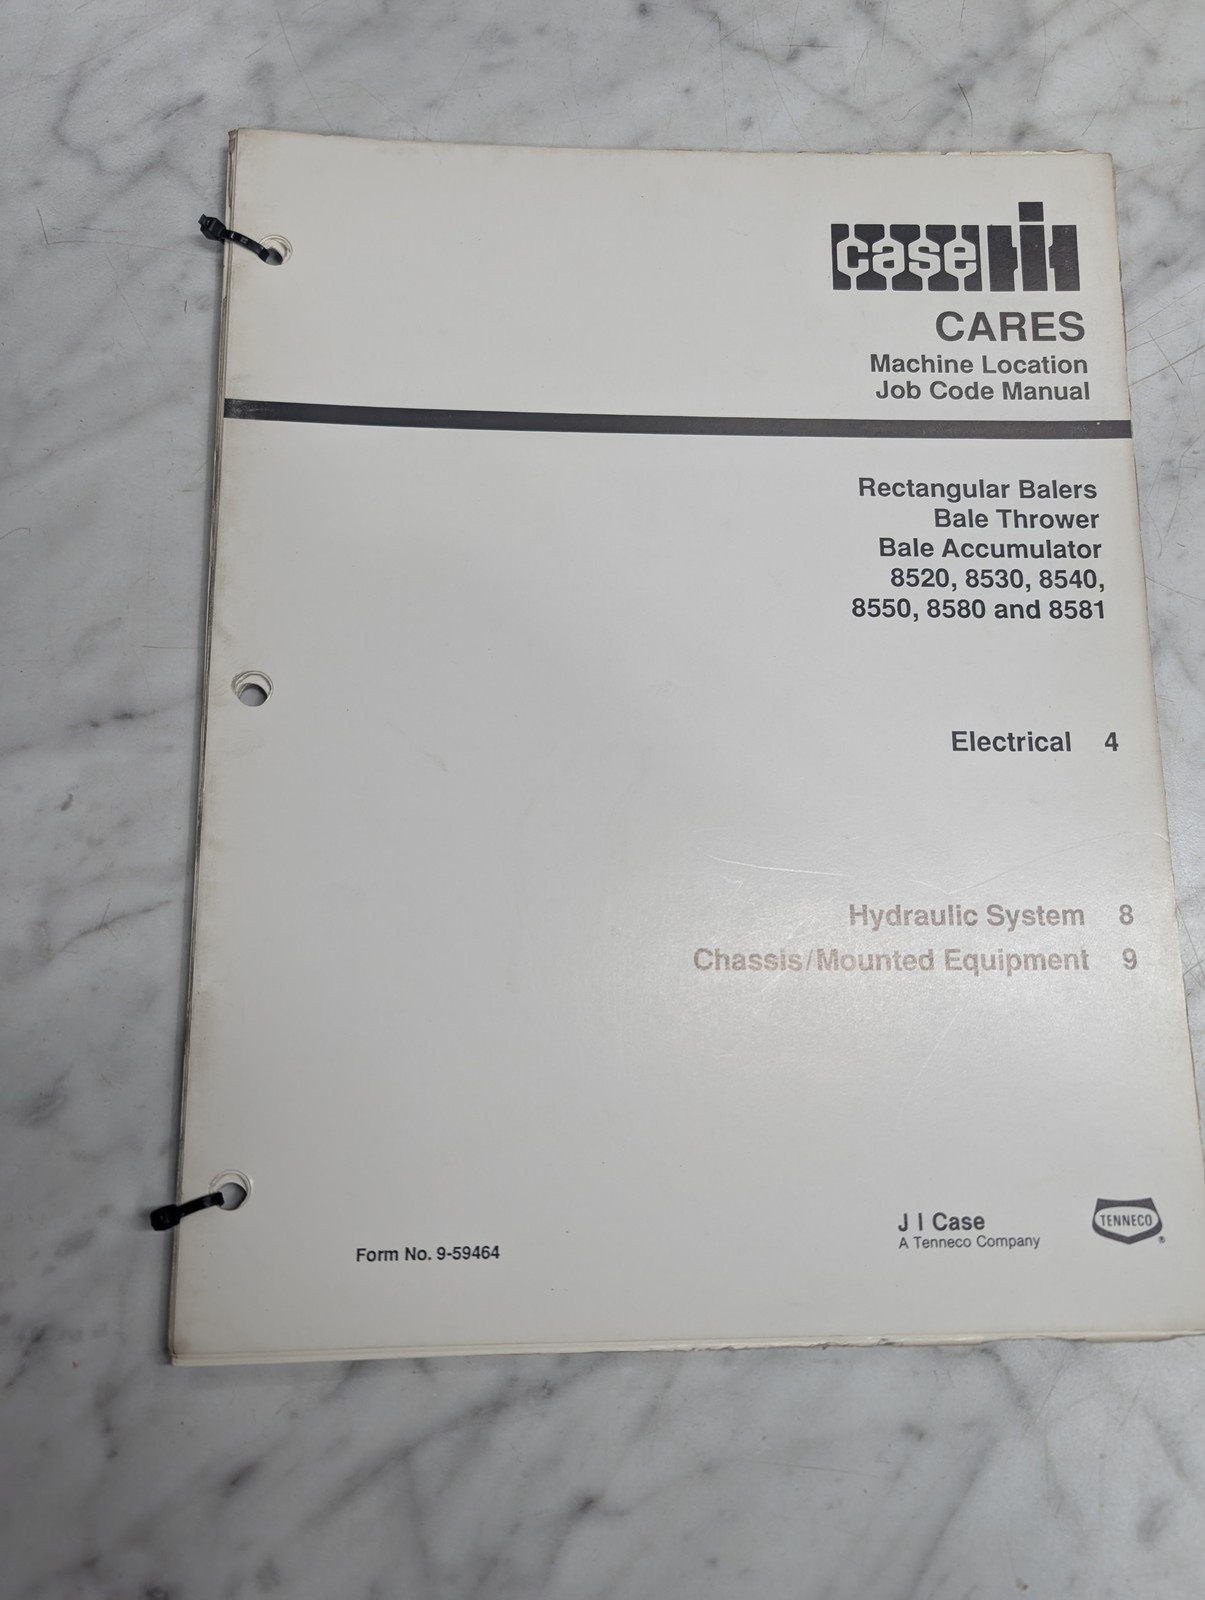 case IH
CARES
Machine Location
Job Code Manual
Rectangular Balers
Bale Thrower
Bale Accumulator
8520, 8530, 8540,
8550, 8580 and 8581
Electrical 4
Hydraulic System 8
Chassis/Mounted Equipment 9
Form No. 9-59464
J I Case
A Tenneco Company
TENNECO
®